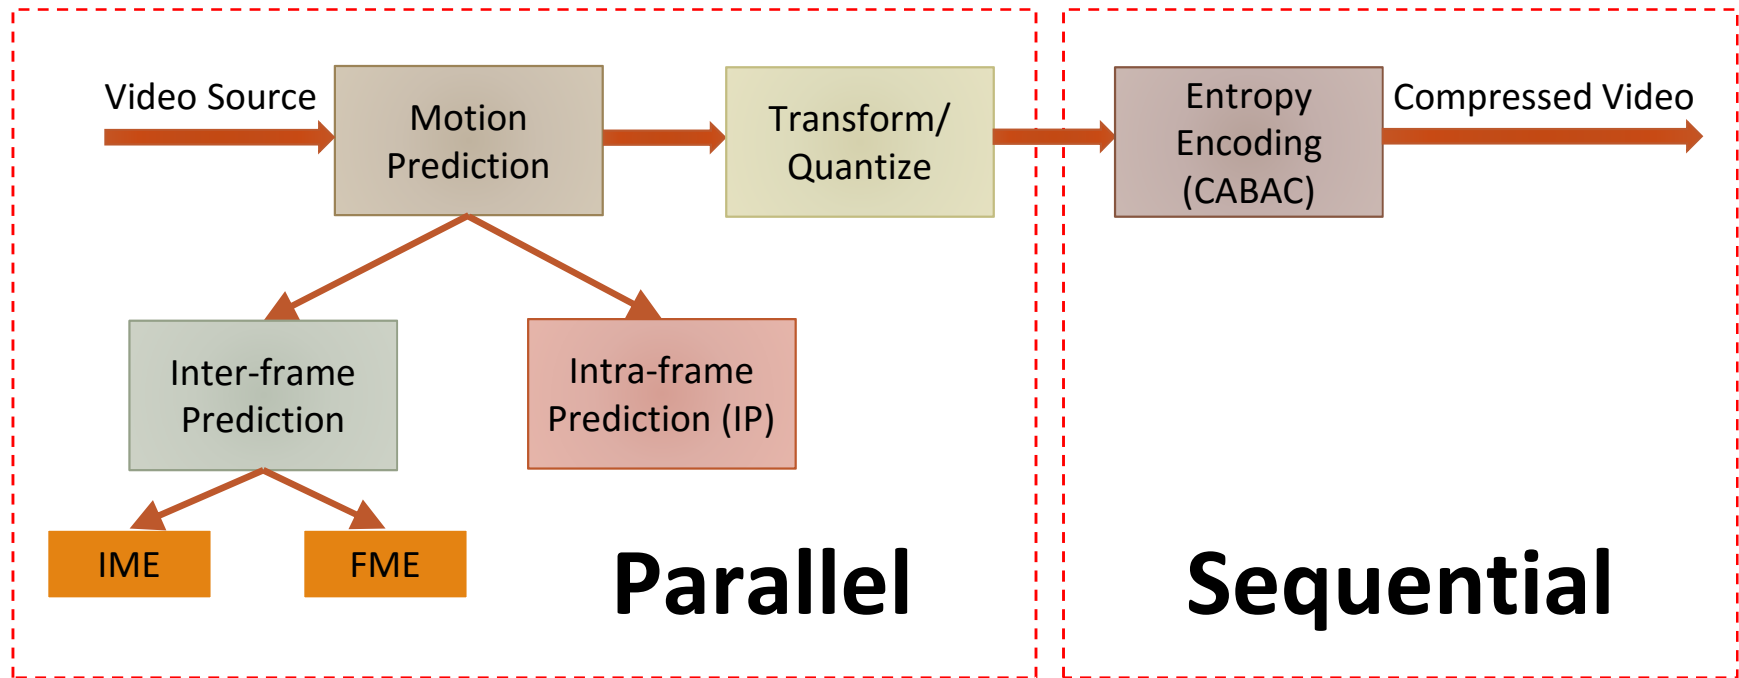 Video Source
Motion
Prediction
Transform/
Quantize
Entropy
Encoding
(CABAC)
Compressed Video
Inter-frame
Prediction
Intra-frame
Prediction (IP)
IME
FME
Parallel
Sequential